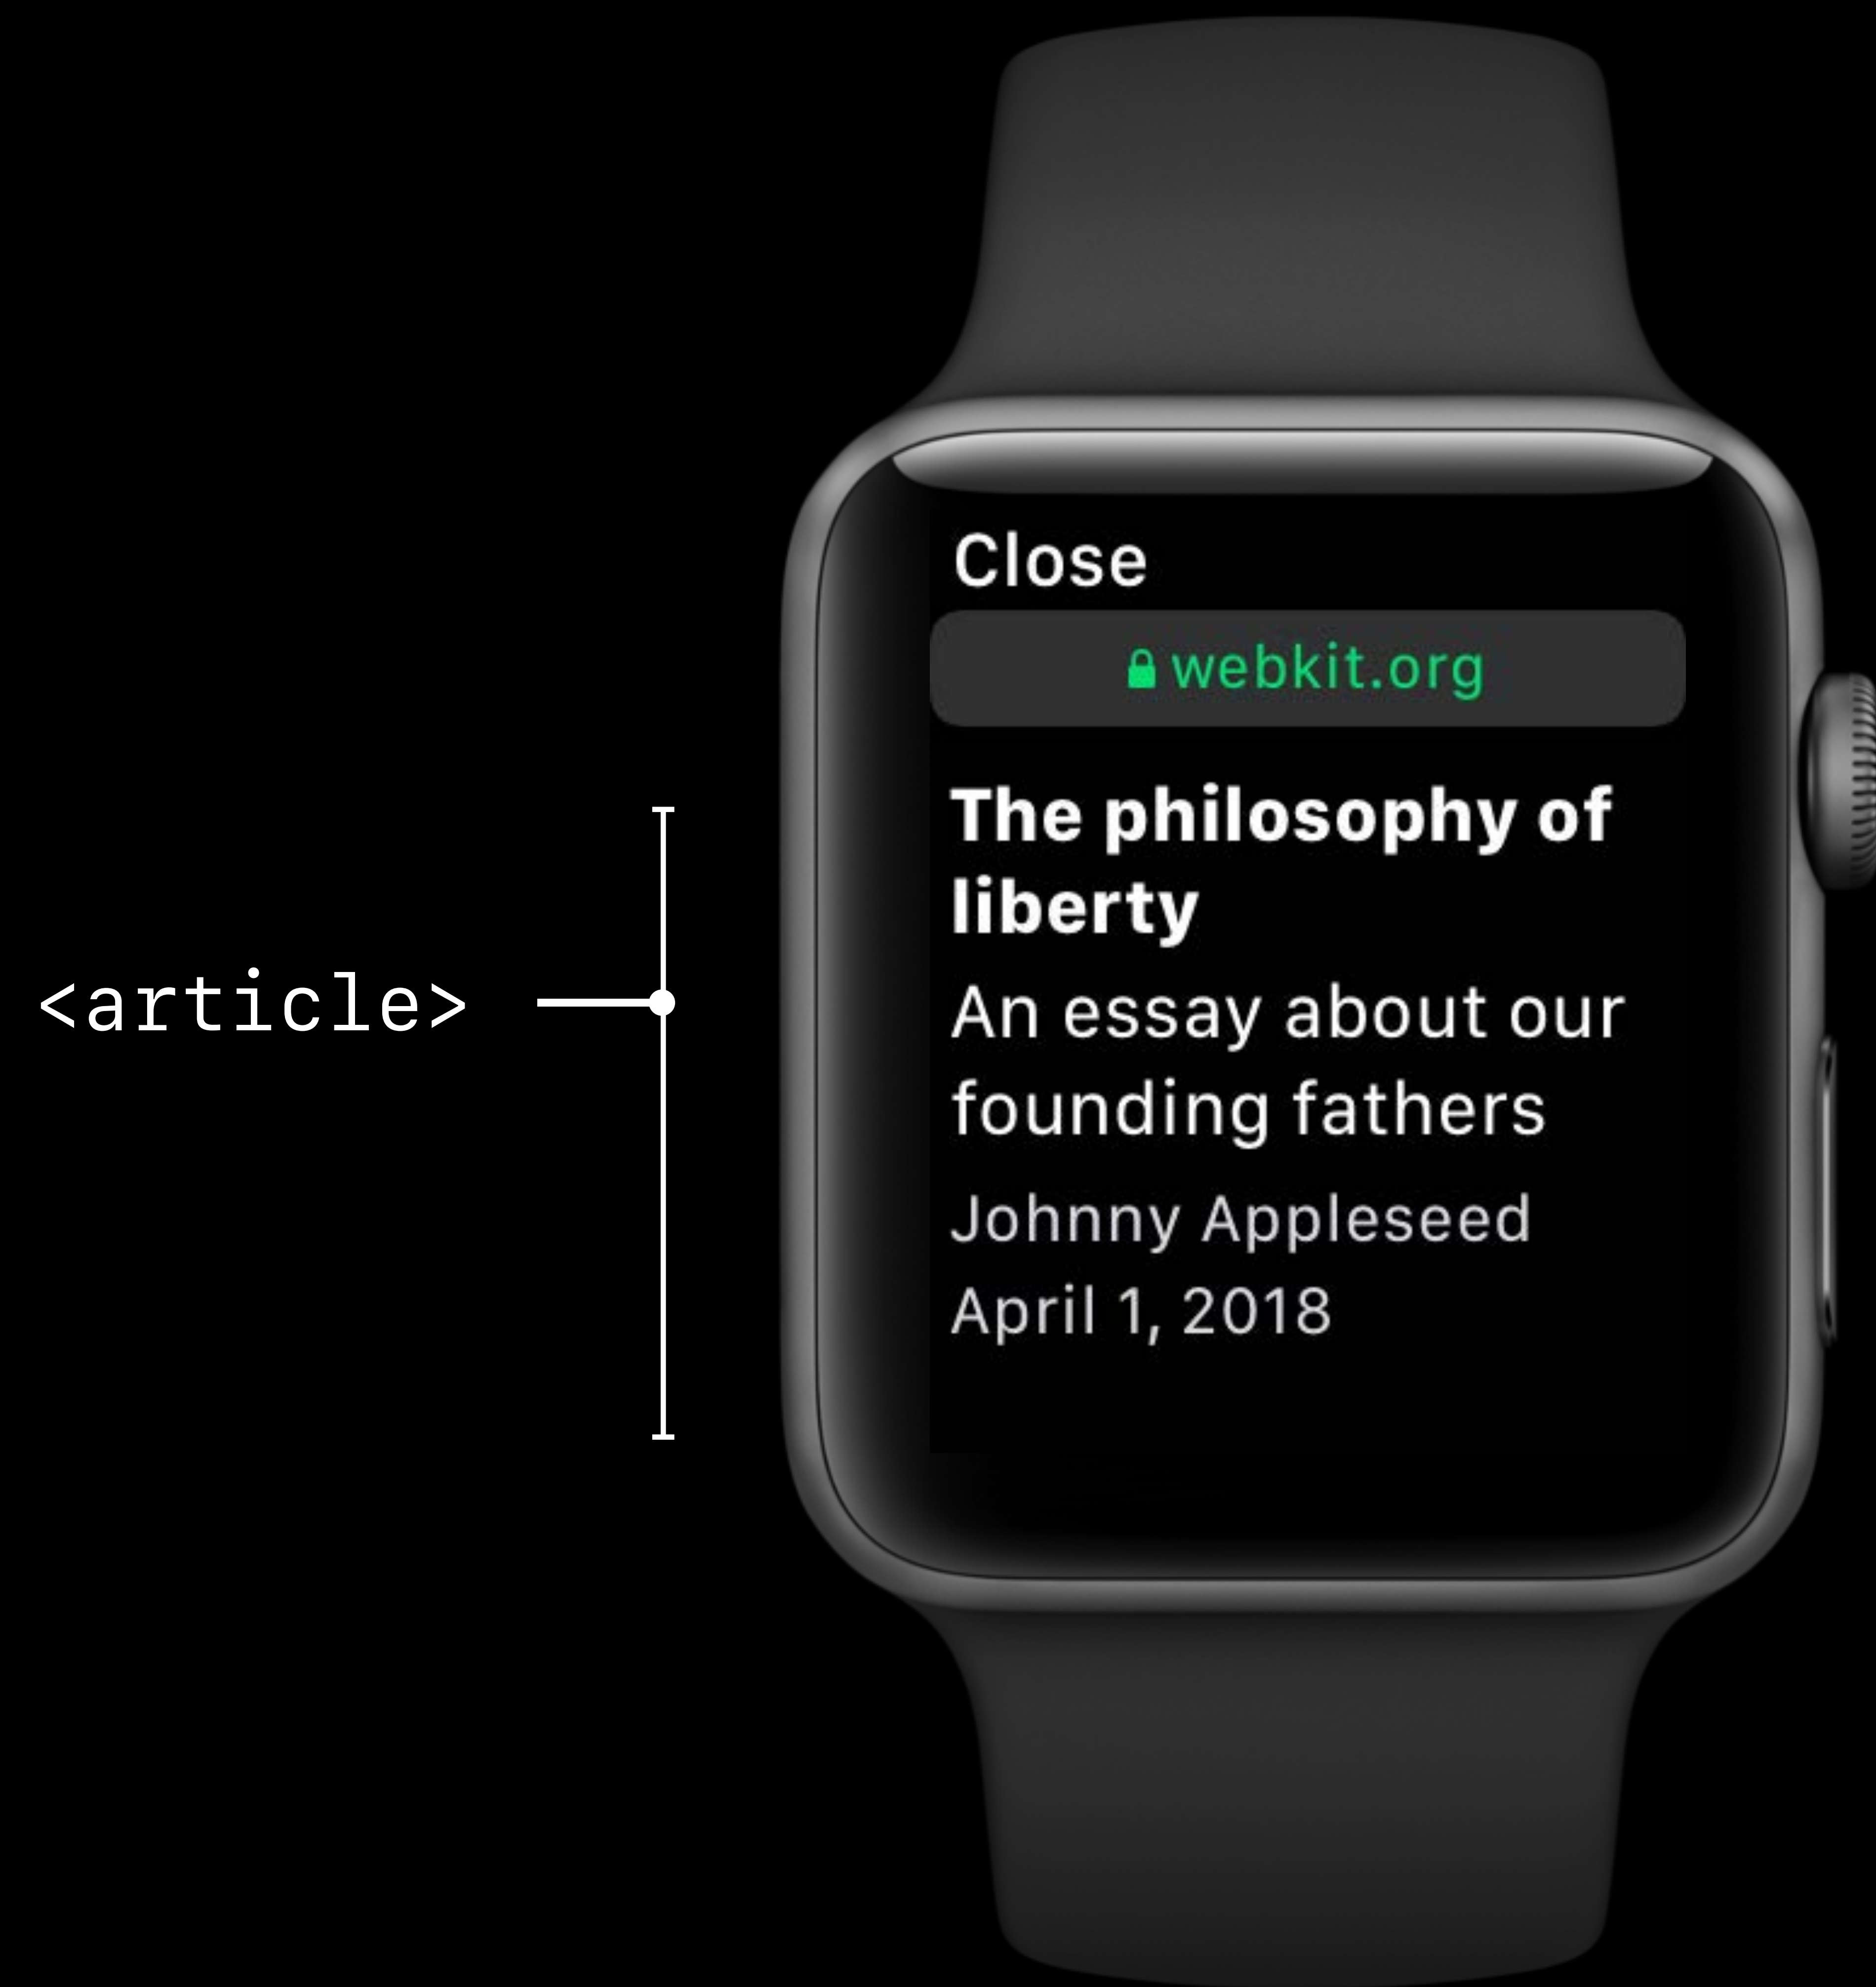 Close
webkit.org
The philosophy of
liberty
<article>
An essay about our
founding fathers
Johnny Appleseed
April 1, 2018